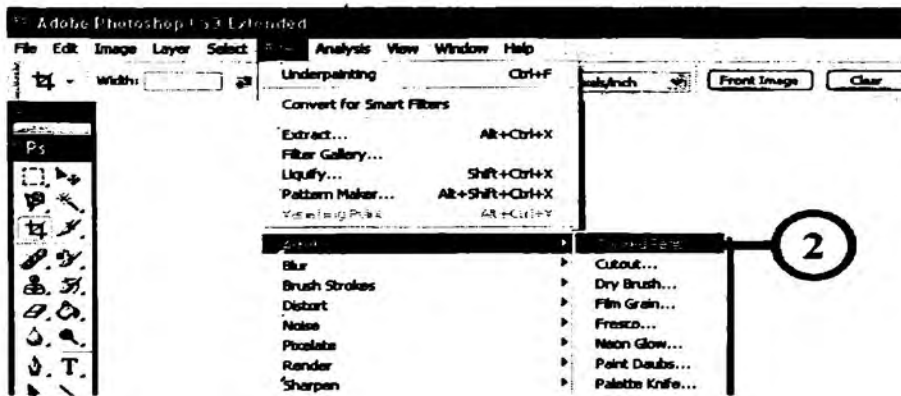 Adobe Photoshop CS3 Extended
File Edit Image Layer Select Analysis View Window Help
Width: Front Image Clear
Underpainting Ctrl+F
Convert for Smart Filters
Extract... Alt+Ctrl+X
Filter Gallery...
Liquify... Shift+Ctrl+X
Pattern Maker... Alt+Shift+Ctrl+X
Vanishing Point Alt+Ctrl+V
Ps
Blur
Brush Strokes
Distort
Noise
Pixelate
Render
Sharpen
Cutout...
Dry Brush...
Film Grain...
Fresco...
Neon Glow...
Paint Daubs...
Palette Knife...
2
T